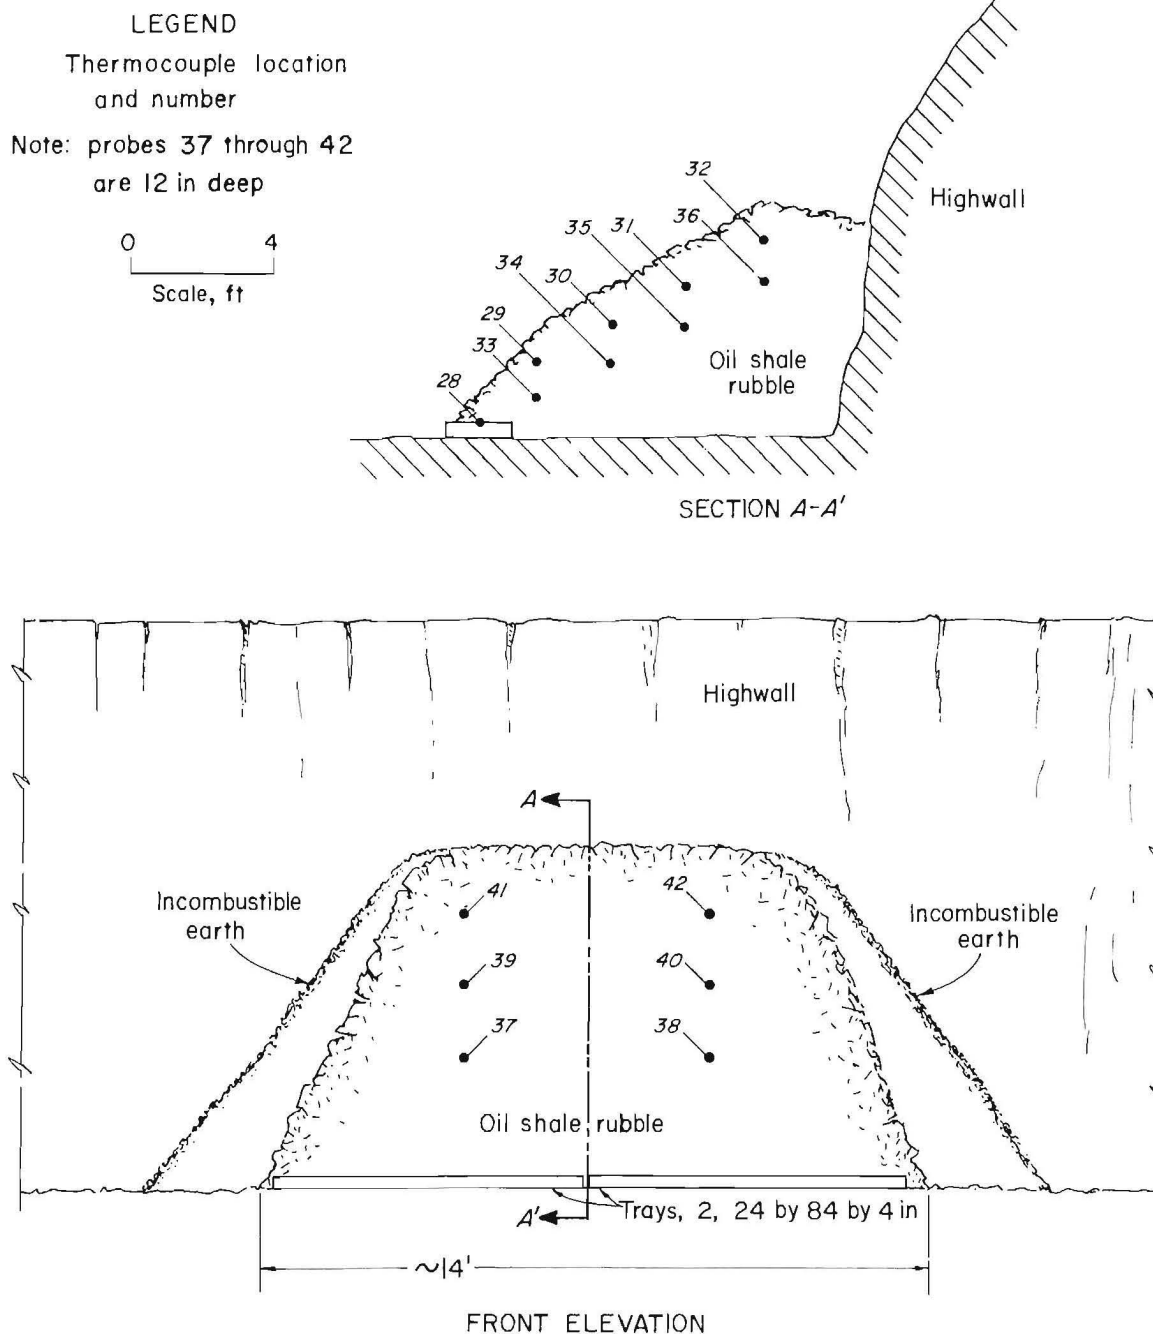 LEGEND
Thermocouple location
and number
Note: probes 37 through 42
are 12 in deep
0 4
Scale, ft
32
36
31
35
30
34
29
33
28
Highwall
Oil shale
rubble
SECTION A-A'
Highwall
A
41
42
Incombustible
earth
Incombustible
earth
39
40
37
38
Oil shale rubble
A'
Trays, 2, 24 by 84 by 4 in
~14'
FRONT ELEVATION